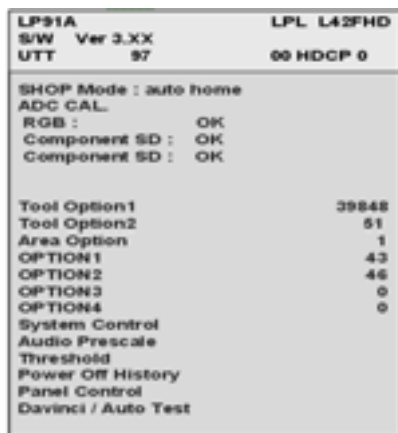 LP91A LPL L42FHD
S/W Ver 3.XX
UTT 97 00 HDCP 0
SHOP Mode : auto home
ADC CAL.
RGB : OK
Component SD : OK
Component SD : OK
Tool Option1 39848
Tool Option2 51
Area Option 1
OPTION1 43
OPTION2 46
OPTION3 0
OPTION4 0
System Control
Audio Prescale
Threshold
Power Off History
Panel Control
Davinci / Auto Test